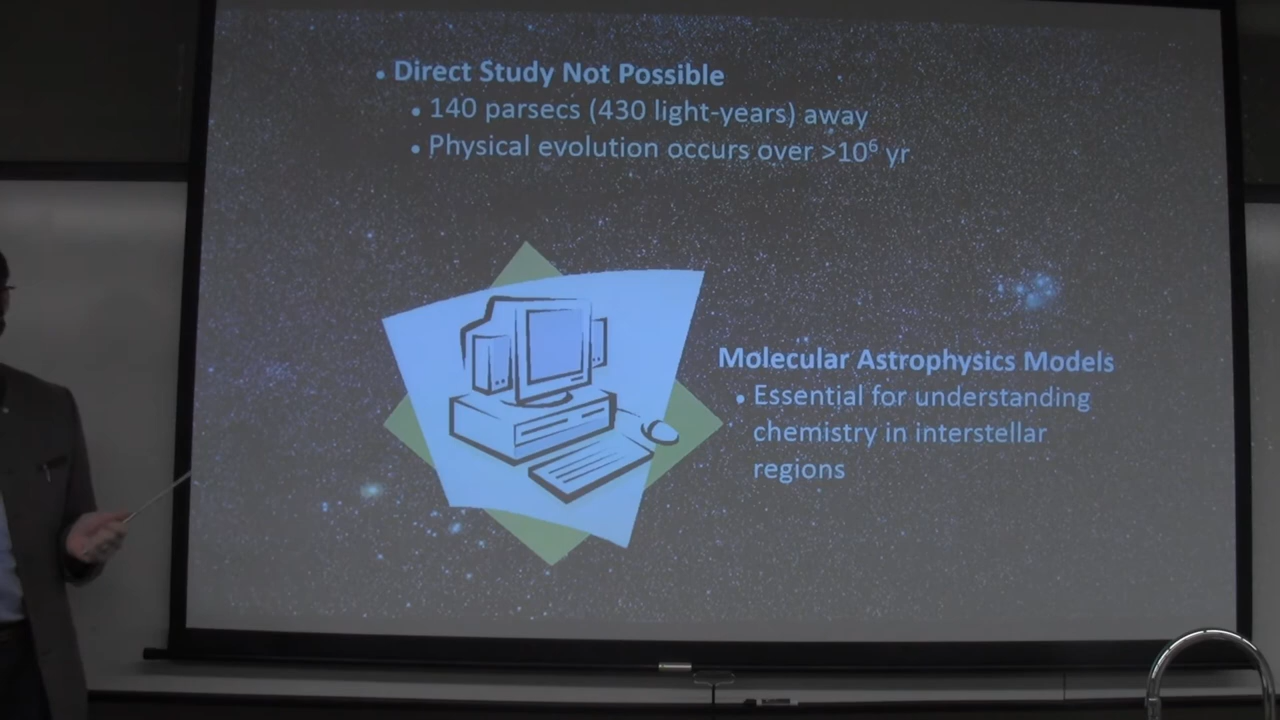 • Direct Study Not Possible
• 140 parsecs (430 light-years) away
• Physical evolution occurs over >10⁶ yr
Molecular Astrophysics Models
• Essential for understanding
chemistry in interstellar
regions